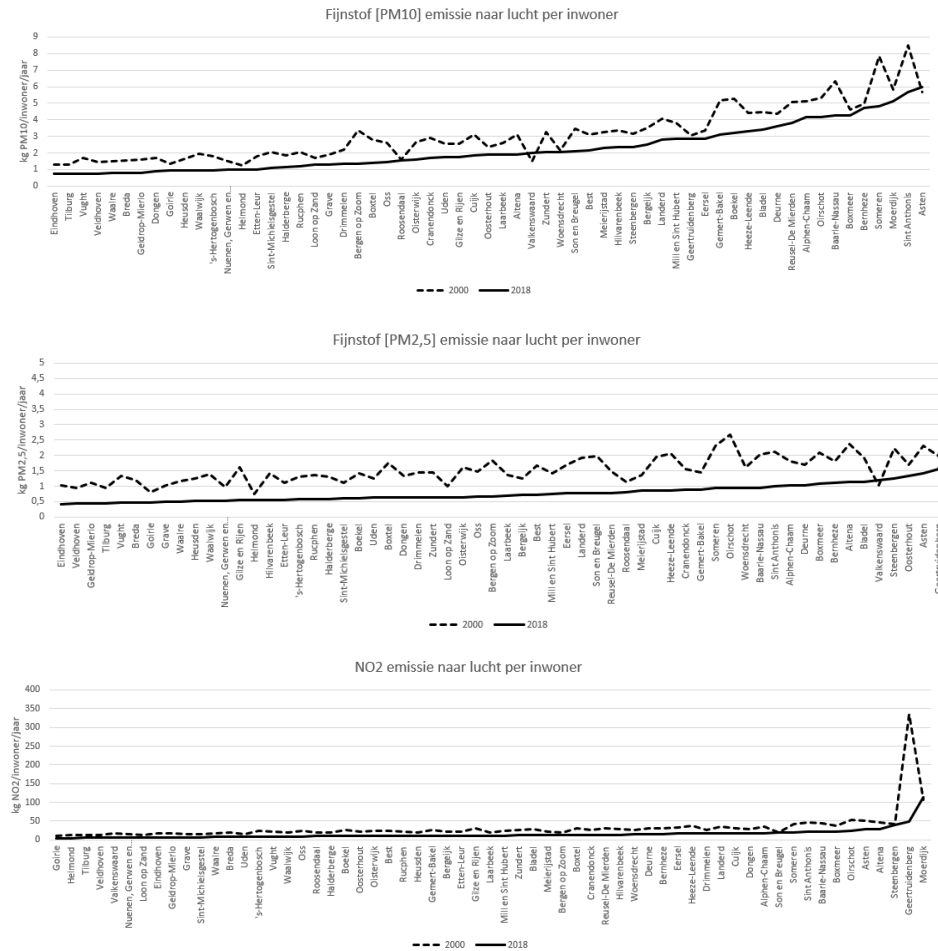 Fijnstof [PM10] emissie naar lucht per inwoner
kg PM10/inwoner/jaar
9
8
7
6
5
4
3
2
1
0
Eindhoven
Tilburg
Vught
Veldhoven
Waalre
Breda
Geldrop-Mierlo
Dongen
Goirle
Heusden
Waalwijk
's-Hertogenbosch
Nuenen, Gerwen en…
Helmond
Etten-Leur
Sint-Michielsgestel
Halderberge
Rucphen
Loon op Zand
Grave
Drimmelen
Bergen op Zoom
Boxtel
Oss
Roosendaal
Oisterwijk
Cranendonck
Uden
Gilze en Rijen
Cuijk
Oosterhout
Laarbeek
Altena
Valkenswaard
Zundert
Woensdrecht
Son en Breugel
Best
Meierijstad
Hilvarenbeek
Steenbergen
Bergeijk
Landerd
Mill en Sint Hubert
Geertruidenberg
Eersel
Gemert-Bakel
Boekel
Heeze-Leende
Bladel
Deurne
Reusel-De Mierden
Alphen-Chaam
Oirschot
Baarle-Nassau
Boxmeer
Bernheze
Someren
Moerdijk
Sint Anthonis
Asten
2000
2018
Fijnstof [PM2,5] emissie naar lucht per inwoner
kg PM2,5/inwoner/jaar
5
4,5
4
3,5
3
2,5
2
1,5
1
0,5
0
Eindhoven
Veldhoven
Geldrop-Mierlo
Tilburg
Vught
Breda
Goirle
Grave
Waalre
Heusden
Waalwijk
Nuenen, Gerwen en…
Gilze en Rijen
Helmond
Hilvarenbeek
Etten-Leur
's-Hertogenbosch
Rucphen
Halderberge
Sint-Michielsgestel
Boekel
Uden
Boxtel
Dongen
Drimmelen
Zundert
Loon op Zand
Oisterwijk
Oss
Bergen op Zoom
Laarbeek
Bergeijk
Best
Mill en Sint Hubert
Eersel
Landerd
Son en Breugel
Reusel-De Mierden
Roosendaal
Meierijstad
Cuijk
Heeze-Leende
Cranendonck
Gemert-Bakel
Someren
Oirschot
Woensdrecht
Baarle-Nassau
Sint Anthonis
Alphen-Chaam
Deurne
Boxmeer
Bernheze
Altena
Bladel
Valkenswaard
Steenbergen
Oosterhout
Asten
2000
2018
NO2 emissie naar lucht per inwoner
kg NO2/inwoner/jaar
400
350
300
250
200
150
100
50
0
Goirle
Helmond
Tilburg
Veldhoven
Valkenswaard
Nuenen, Gerwen en…
Loon op Zand
Eindhoven
Geldrop-Mierlo
Grave
Sint-Michielsgestel
Waalre
Breda
Uden
's-Hertogenbosch
Vught
Waalwijk
Oss
Roosendaal
Halderberge
Boekel
Oosterhout
Oisterwijk
Best
Rucphen
Heusden
Gemert-Bakel
Bergeijk
Etten-Leur
Gilze en Rijen
Laarbeek
Mill en Sint Hubert
Zundert
Bladel
Meierijstad
Bergen op Zoom
Boxtel
Cranendonck
Reusel-De Mierden
Hilvarenbeek
Woensdrecht
Deurne
Bernheze
Eersel
Heeze-Leende
Drimmelen
Landerd
Cuijk
Dongen
Alphen-Chaam
Son en Breugel
Someren
Sint Anthonis
Baarle-Nassau
Boxmeer
Oirschot
Asten
Altena
Steenbergen
Geertruidenberg
Moerdijk
2000
2018